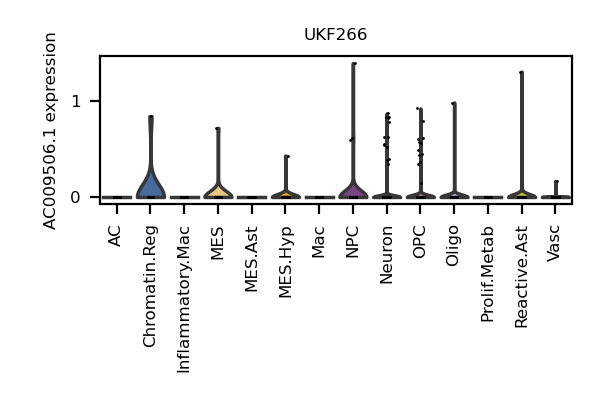 UKF266
AC009506.1 expression
1
0
AC
Chromatin.Reg
Inflammatory.Mac
MES
MES.Ast
MES.Hyp
Mac
NPC
Neuron
OPC
Oligo
Prolif.Metab
Reactive.Ast
Vasc